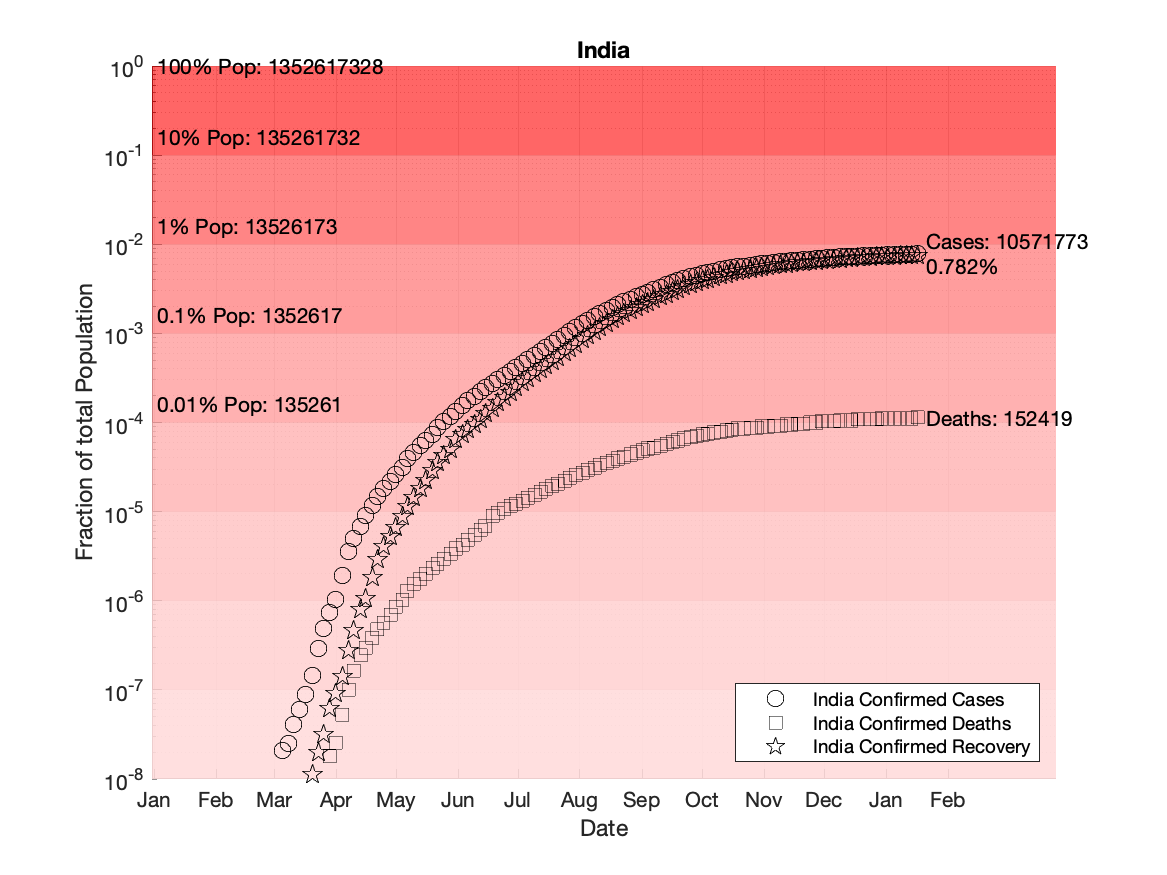 India
10^0
100% Pop: 1352617328
10% Pop: 135261732
10^-1
1% Pop: 13526173
10^-2
Cases: 10571773
0.782%
0.1% Pop: 1352617
10^-3
0.01% Pop: 135261
10^-4
Deaths: 152419
10^-5
10^-6
10^-7
10^-8
Fraction of total Population
India Confirmed Cases
India Confirmed Deaths
India Confirmed Recovery
Jan Feb Mar Apr May Jun Jul Aug Sep Oct Nov Dec Jan Feb
Date